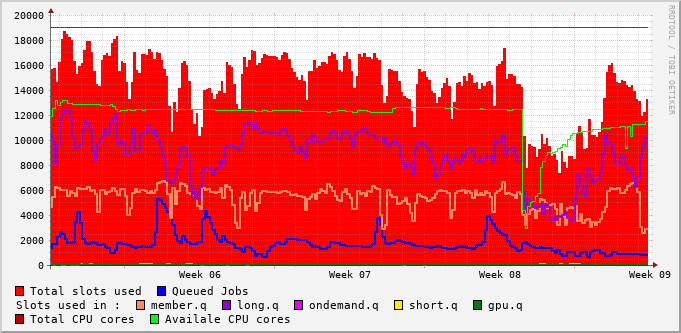 20000
18000
16000
14000
12000
10000
8000
6000
4000
2000
0
Week 06 Week 07 Week 08 Week 09
RRDTOOL / TOBI OETIKER
Total slots used Queued Jobs
Slots used in : member.q long.q ondemand.q short.q gpu.q
Total CPU cores Availale CPU cores